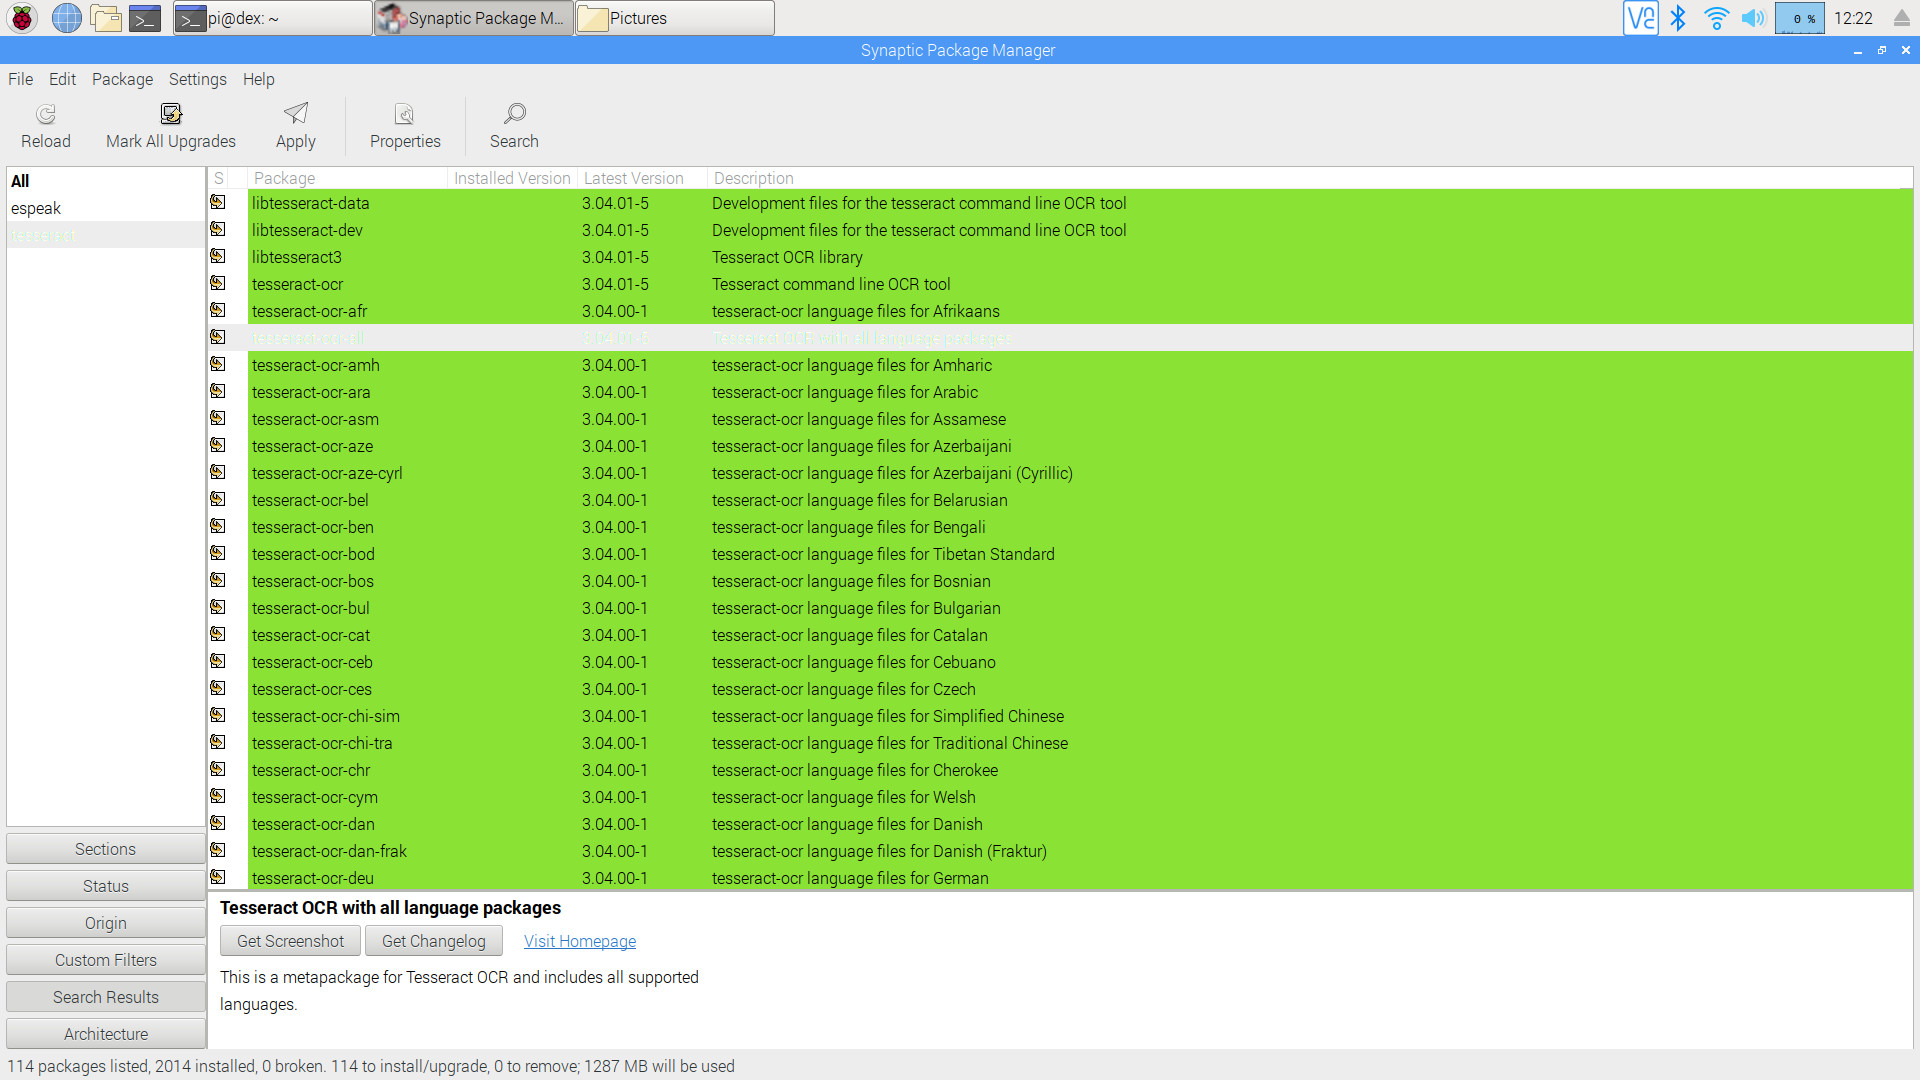 pi@dex: ~ Synaptic Package M... Pictures 0 % 12:22
Synaptic Package Manager
File Edit Package Settings Help
Reload Mark All Upgrades Apply Properties Search
All
espeak
tesseract
S Package Installed Version Latest Version Description
libtesseract-data 3.04.01-5 Development files for the tesseract command line OCR tool
libtesseract-dev 3.04.01-5 Development files for the tesseract command line OCR tool
libtesseract3 3.04.01-5 Tesseract OCR library
tesseract-ocr 3.04.01-5 Tesseract command line OCR tool
tesseract-ocr-afr 3.04.00-1 tesseract-ocr language files for Afrikaans
tesseract-ocr-all 3.04.01-5 Tesseract OCR with all language packages
tesseract-ocr-amh 3.04.00-1 tesseract-ocr language files for Amharic
tesseract-ocr-ara 3.04.00-1 tesseract-ocr language files for Arabic
tesseract-ocr-asm 3.04.00-1 tesseract-ocr language files for Assamese
tesseract-ocr-aze 3.04.00-1 tesseract-ocr language files for Azerbaijani
tesseract-ocr-aze-cyrl 3.04.00-1 tesseract-ocr language files for Azerbaijani (Cyrillic)
tesseract-ocr-bel 3.04.00-1 tesseract-ocr language files for Belarusian
tesseract-ocr-ben 3.04.00-1 tesseract-ocr language files for Bengali
tesseract-ocr-bod 3.04.00-1 tesseract-ocr language files for Tibetan Standard
tesseract-ocr-bos 3.04.00-1 tesseract-ocr language files for Bosnian
tesseract-ocr-bul 3.04.00-1 tesseract-ocr language files for Bulgarian
tesseract-ocr-cat 3.04.00-1 tesseract-ocr language files for Catalan
tesseract-ocr-ceb 3.04.00-1 tesseract-ocr language files for Cebuano
tesseract-ocr-ces 3.04.00-1 tesseract-ocr language files for Czech
tesseract-ocr-chi-sim 3.04.00-1 tesseract-ocr language files for Simplified Chinese
tesseract-ocr-chi-tra 3.04.00-1 tesseract-ocr language files for Traditional Chinese
tesseract-ocr-chr 3.04.00-1 tesseract-ocr language files for Cherokee
tesseract-ocr-cym 3.04.00-1 tesseract-ocr language files for Welsh
tesseract-ocr-dan 3.04.00-1 tesseract-ocr language files for Danish
tesseract-ocr-dan-frak 3.04.00-1 tesseract-ocr language files for Danish (Fraktur)
tesseract-ocr-deu 3.04.00-1 tesseract-ocr language files for German
Sections
Status
Origin
Custom Filters
Search Results
Architecture
Tesseract OCR with all language packages
Get Screenshot Get Changelog Visit Homepage
This is a metapackage for Tesseract OCR and includes all supported
languages.
114 packages listed, 2014 installed, 0 broken. 114 to install/upgrade, 0 to remove; 1287 MB will be used